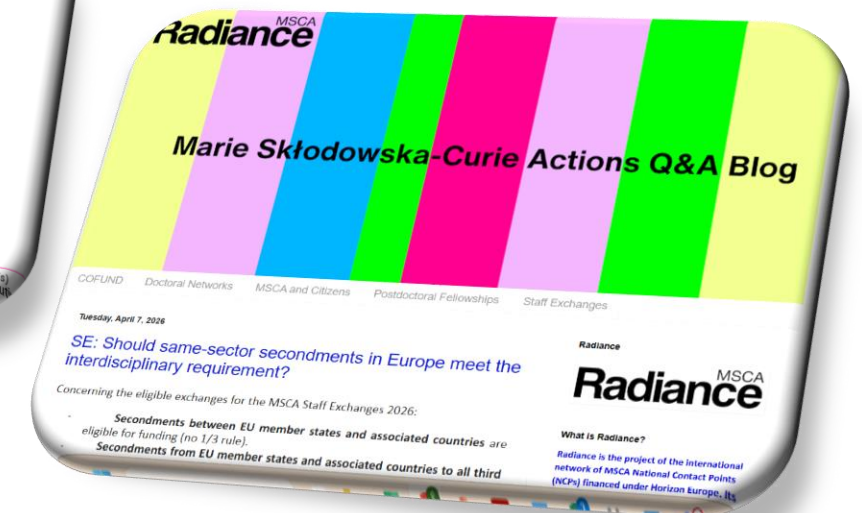 Radiance MSCA
Marie Skłodowska-Curie Actions Q&A Blog
COFUND Doctoral Networks MSCA and Citizens Postdoctoral Fellowships Staff Exchanges
Tuesday, April 7, 2026
SE: Should same-sector secondments in Europe meet the
interdisciplinary requirement?
Concerning the eligible exchanges for the MSCA Staff Exchanges 2026:
· Secondments between EU member states and associated countries are
eligible for funding (no 1/3 rule).
· Secondments from EU member states and associated countries to all third
Radiance
Radiance MSCA
What is Radiance?
Radiance is the project of the international
network of MSCA National Contact Points
(NCPs) financed under Horizon Europe. Its